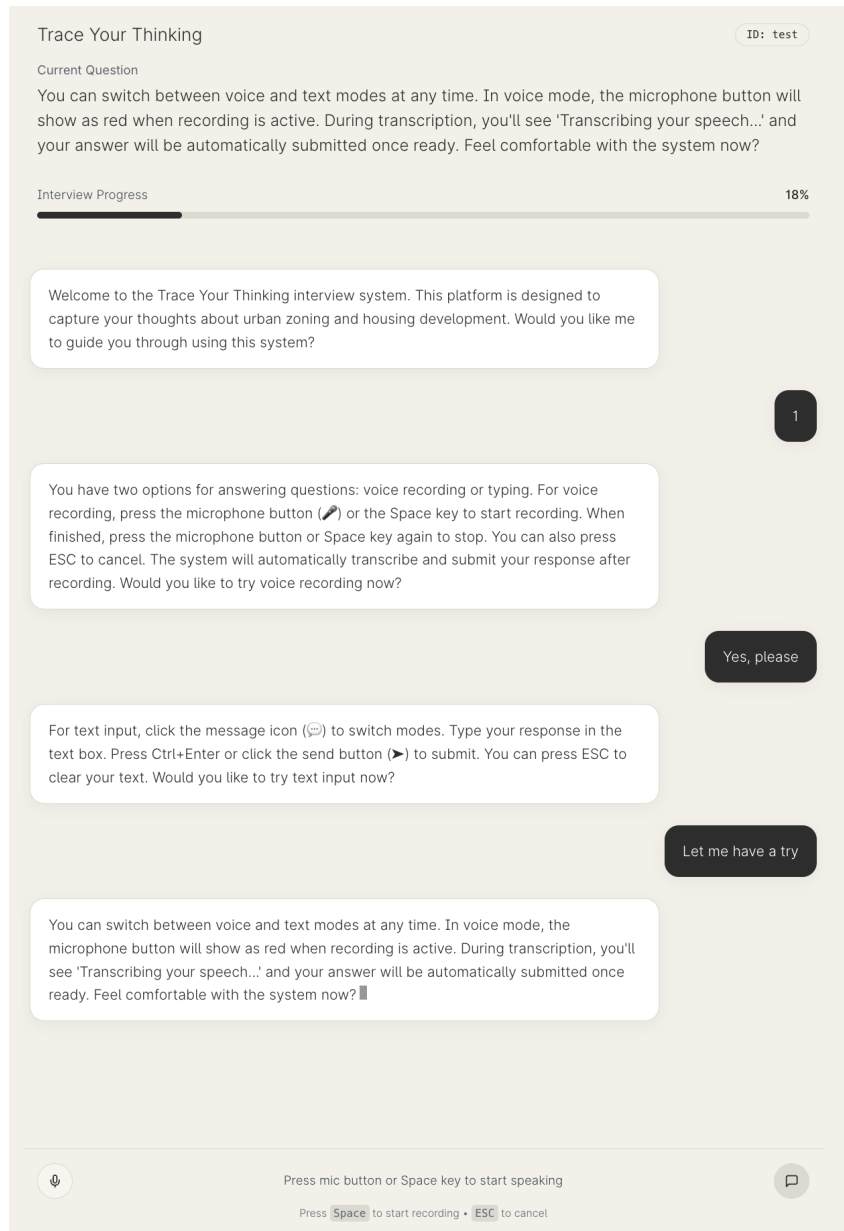 Trace Your Thinking
ID: test
Current Question
You can switch between voice and text modes at any time. In voice mode, the microphone button will
show as red when recording is active. During transcription, you'll see 'Transcribing your speech...' and
your answer will be automatically submitted once ready. Feel comfortable with the system now?
Interview Progress
18%
Welcome to the Trace Your Thinking interview system. This platform is designed to
capture your thoughts about urban zoning and housing development. Would you like me
to guide you through using this system?
1
You have two options for answering questions: voice recording or typing. For voice
recording, press the microphone button (🎤) or the Space key to start recording. When
finished, press the microphone button or Space key again to stop. You can also press
ESC to cancel. The system will automatically transcribe and submit your response after
recording. Would you like to try voice recording now?
Yes, please
For text input, click the message icon (💬) to switch modes. Type your response in the
text box. Press Ctrl+Enter or click the send button (➤) to submit. You can press ESC to
clear your text. Would you like to try text input now?
Let me have a try
You can switch between voice and text modes at any time. In voice mode, the
microphone button will show as red when recording is active. During transcription, you'll
see 'Transcribing your speech...' and your answer will be automatically submitted once
ready. Feel comfortable with the system now?
Press mic button or Space key to start speaking
Press Space to start recording • ESC to cancel